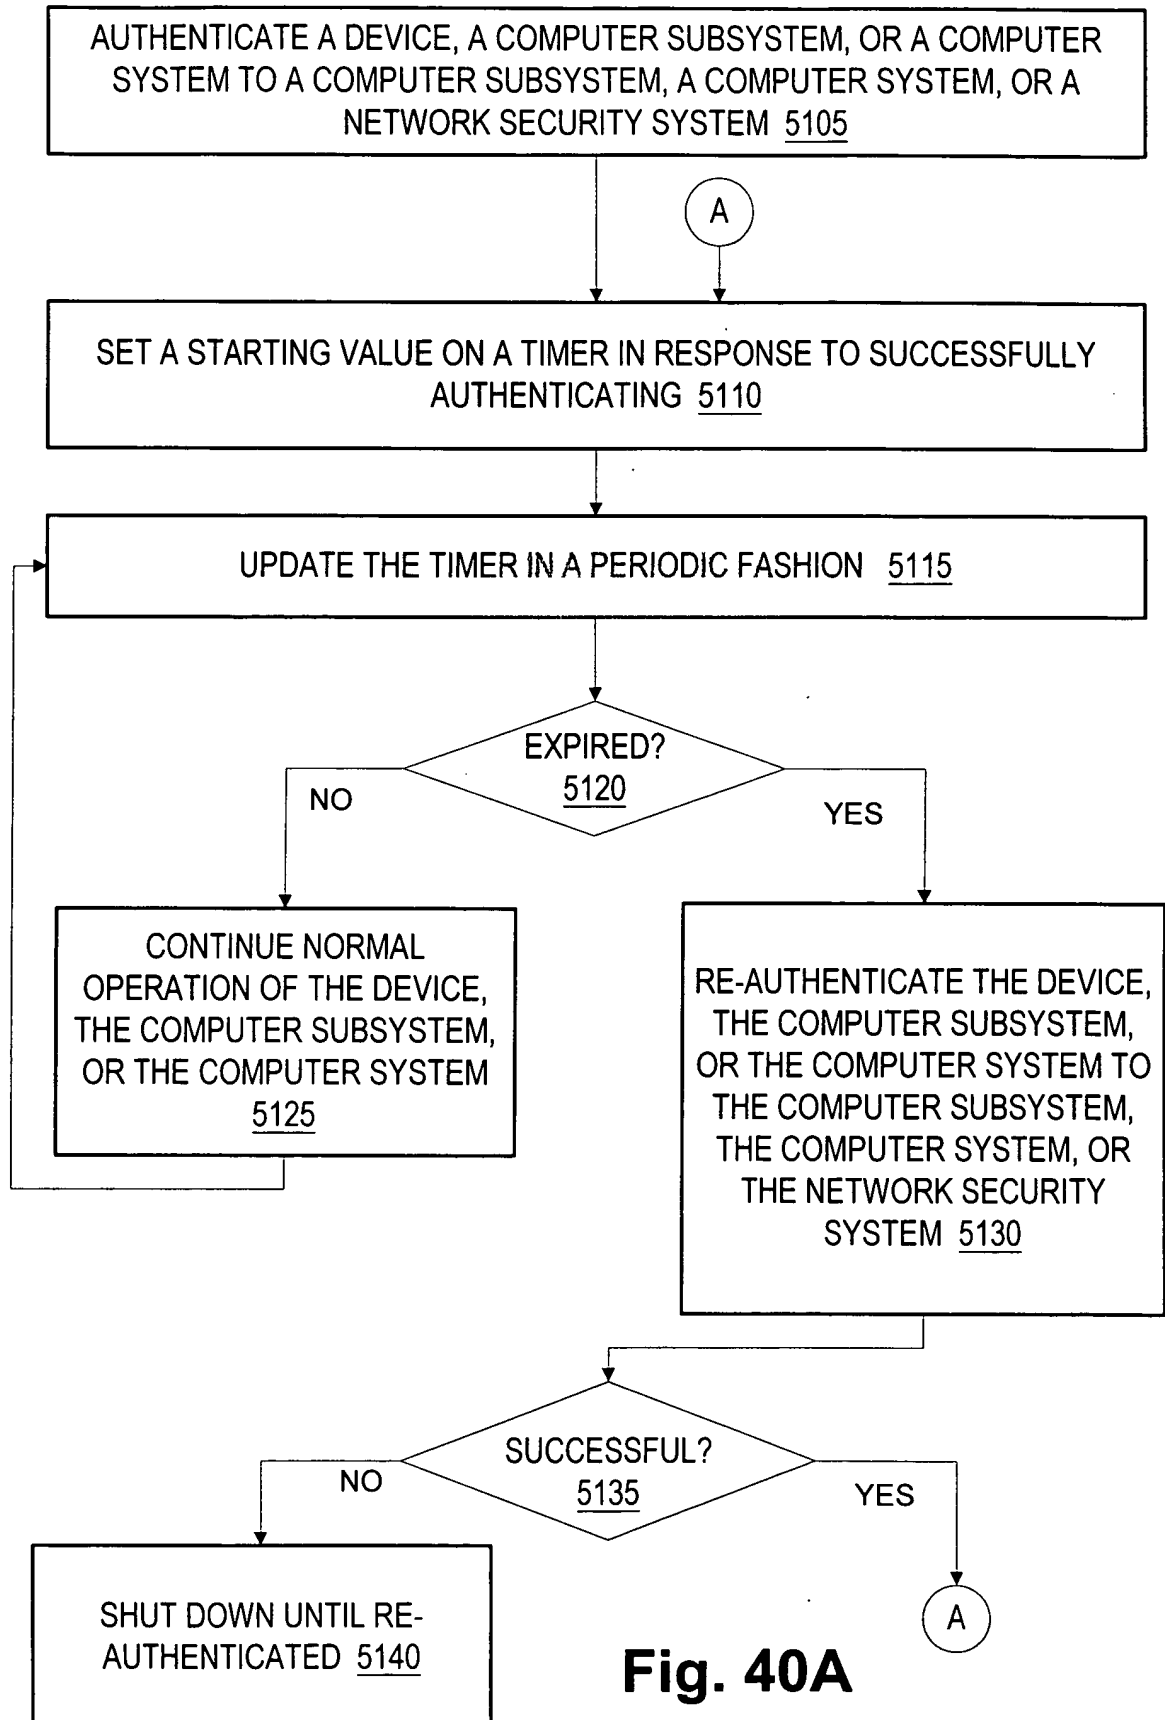 AUTHENTICATE A DEVICE, A COMPUTER SUBSYSTEM, OR A COMPUTER
SYSTEM TO A COMPUTER SUBSYSTEM, A COMPUTER SYSTEM, OR A
NETWORK SECURITY SYSTEM 5105
A
SET A STARTING VALUE ON A TIMER IN RESPONSE TO SUCCESSFULLY
AUTHENTICATING 5110
UPDATE THE TIMER IN A PERIODIC FASHION 5115
EXPIRED?
5120
NO
YES
CONTINUE NORMAL
OPERATION OF THE DEVICE,
THE COMPUTER SUBSYSTEM,
OR THE COMPUTER SYSTEM
5125
RE-AUTHENTICATE THE DEVICE,
THE COMPUTER SUBSYSTEM,
OR THE COMPUTER SYSTEM TO
THE COMPUTER SUBSYSTEM,
THE COMPUTER SYSTEM, OR
THE NETWORK SECURITY
SYSTEM 5130
SUCCESSFUL?
5135
NO
YES
SHUT DOWN UNTIL RE-
AUTHENTICATED 5140
A
Fig. 40A